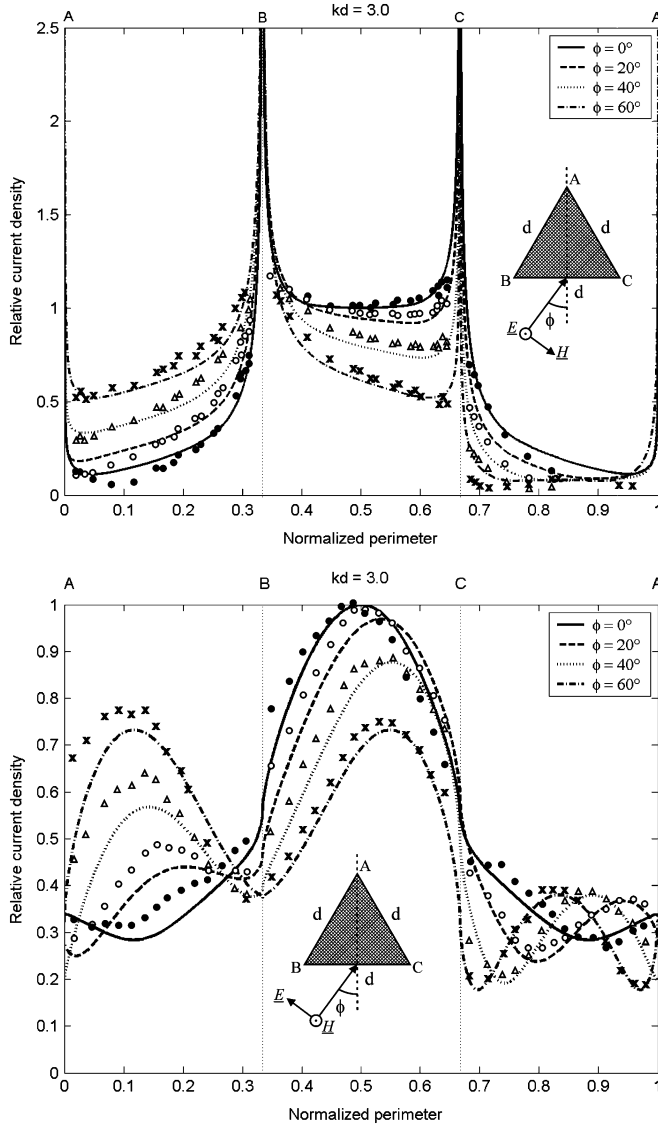 A B kd = 3.0 C A
2.5
2
1.5
1
0.5
0
Relative current density
ϕ = 0°
ϕ = 20°
ϕ = 40°
ϕ = 60°
A
d d
B C
d
ϕ
E
H
0 0.1 0.2 0.3 0.4 0.5 0.6 0.7 0.8 0.9 1
Normalized perimeter
A B kd = 3.0 C A
1
0.9
0.8
0.7
0.6
0.5
0.4
0.3
0.2
0.1
0
Relative current density
ϕ = 0°
ϕ = 20°
ϕ = 40°
ϕ = 60°
A
d d
B C
d
E
ϕ
H
0 0.1 0.2 0.3 0.4 0.5 0.6 0.7 0.8 0.9 1
Normalized perimeter